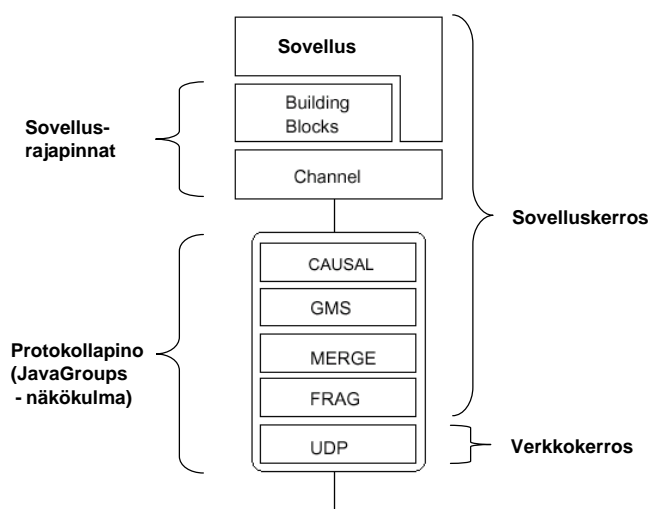 Sovellus
Building
Blocks
Sovellus-
rajapinnat
Channel
Sovelluskerros
CAUSAL
GMS
MERGE
FRAG
UDP
Protokollapino
(JavaGroups
- näkökulma)
Verkkokerros